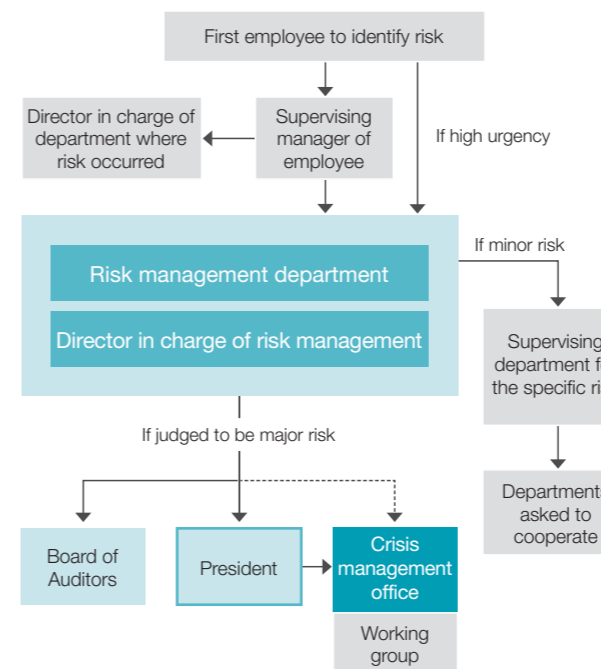 First employee to identify risk
Director in charge of
department where
risk occurred
Supervising
manager of
employee
If high urgency
Risk management department
Director in charge of risk management
If minor risk
Supervising
department
the specific
If judged to be major risk
Departments
asked to
cooperate
Board of
Auditors
President
Crisis
management
office
Working
group